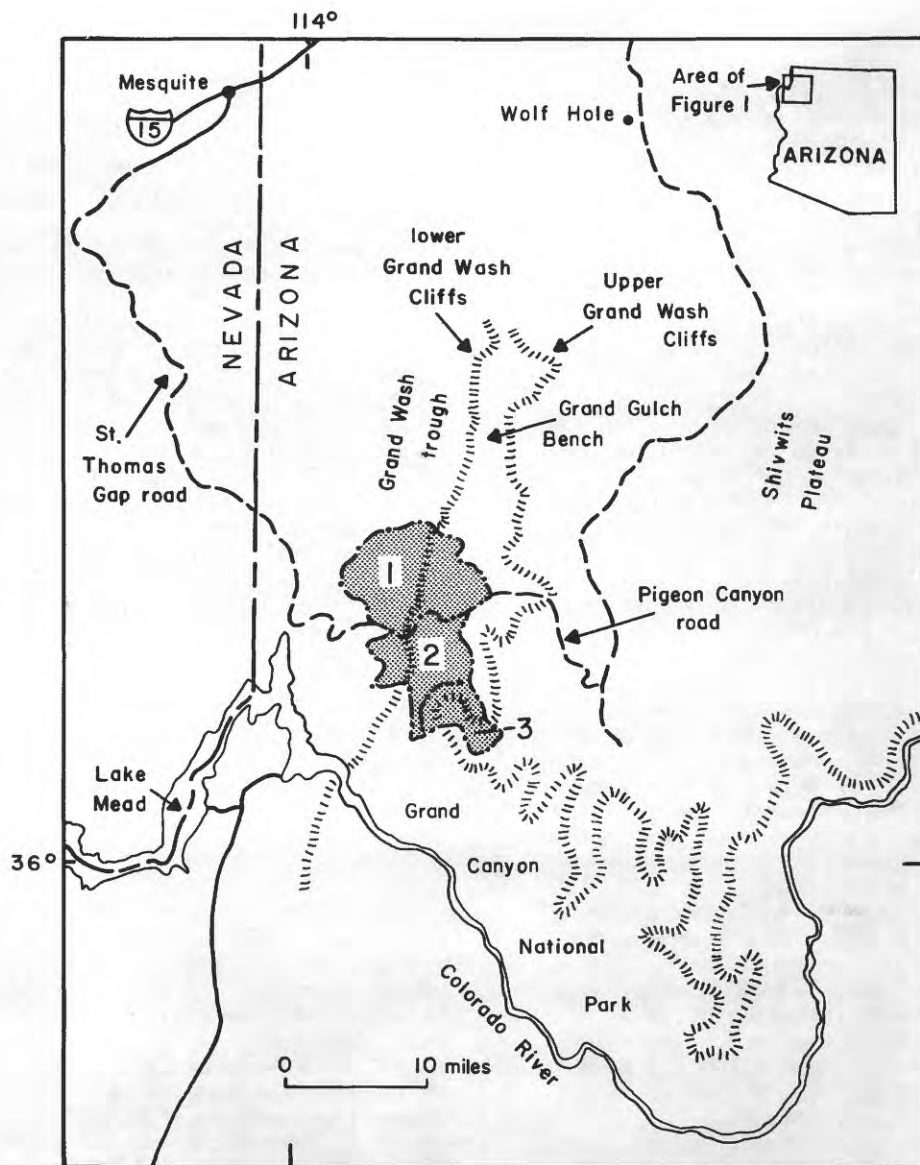 114°
Mesquite
15
Wolf Hole
Area of
Figure 1
ARIZONA
NEVADA
ARIZONA
lower
Grand Wash
Cliffs
Upper
Grand Wash
Cliffs
Grand Wash
trough
Grand Gulch
Bench
St.
Thomas
Gap road
Shivwits
Plateau
1
Pigeon Canyon
road
2
3
Lake
Mead
Grand
36°
Canyon
National
Colorado River
Park
0 10 miles